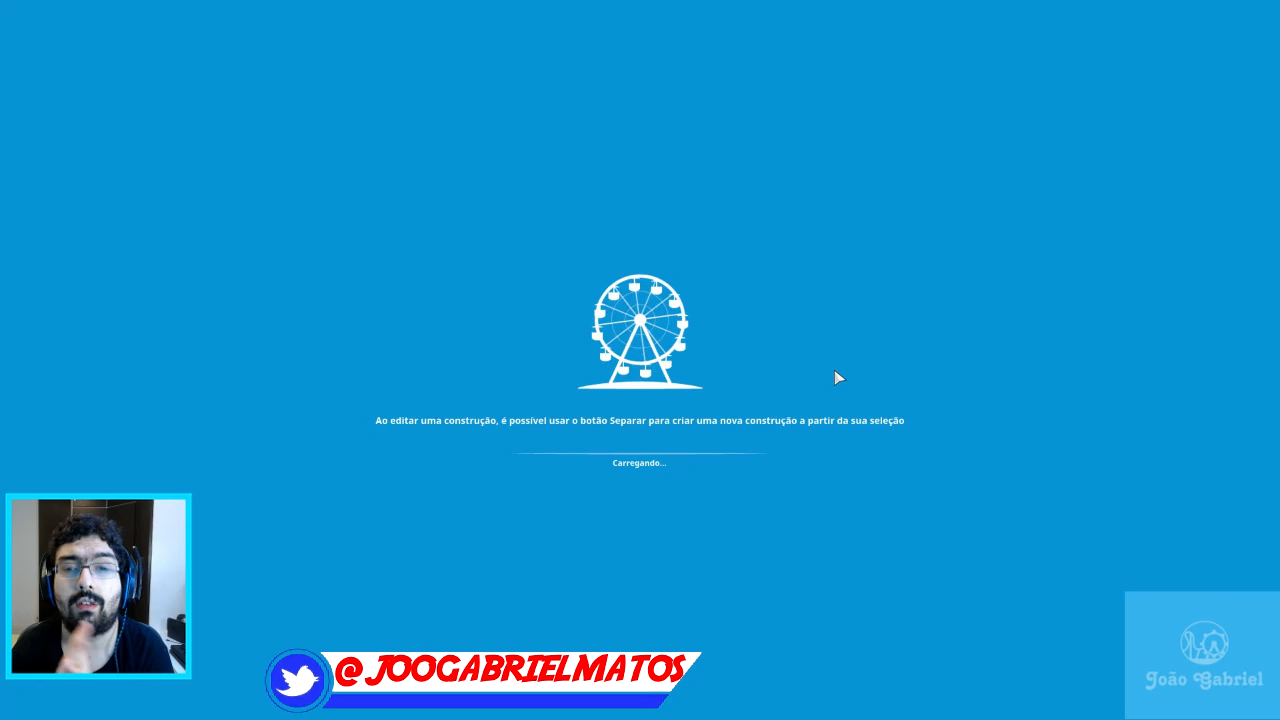 Ao editar uma construção, é possível usar o botão Separar para criar uma nova construção a partir da sua seleção
Carregando...
@JOOGABRIELMATOS
João Gabriel